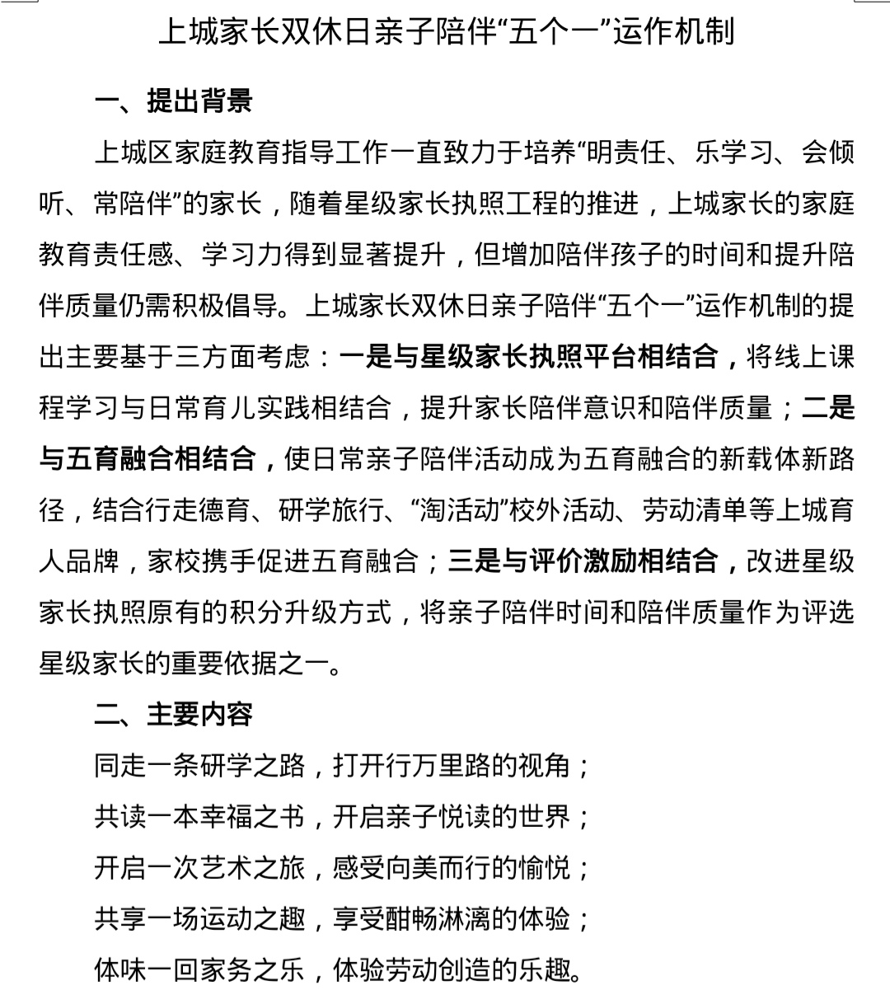 上城家长双休日亲子陪伴“五个一”运作机制
一、提出背景
上城区家庭教育指导工作一直致力于培养“明责任、乐学习、会倾
听、常陪伴”的家长，随着星级家长执照工程的推进，上城家长的家庭
教育责任感、学习力得到显著提升，但增加陪伴孩子的时间和提升陪
伴质量仍需积极倡导。上城家长双休日亲子陪伴“五个一”运作机制的提
出主要基于三方面考虑：一是与星级家长执照平台相结合，将线上课
程学习与日常育儿实践相结合，提升家长陪伴意识和陪伴质量；二是
与五育融合相结合，使日常亲子陪伴活动成为五育融合的新载体新路
径，结合行走德育、研学旅行、“淘活动”校外活动、劳动清单等上城育
人品牌，家校携手促进五育融合；三是与评价激励相结合，改进星级
家长执照原有的积分升级方式，将亲子陪伴时间和陪伴质量作为评选
星级家长的重要依据之一。
二、主要内容
同走一条研学之路，打开行万里路的视角；
共读一本幸福之书，开启亲子悦读的世界；
开启一次艺术之旅，感受向美而行的愉悦；
共享一场运动之趣，享受酣畅淋漓的体验；
体味一回家务之乐，体验劳动创造的乐趣。